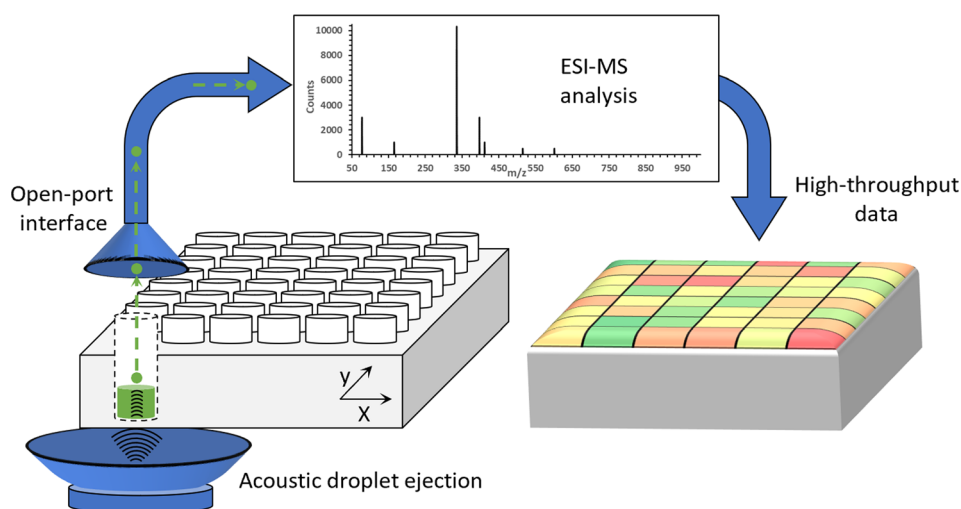 10000
8000
6000
4000
2000
0
Counts
50
150
250
350
450
550
650
750
850
950
m/z
ESI-MS
analysis
Open-port
interface
High-throughput
data
y
X
Acoustic droplet ejection